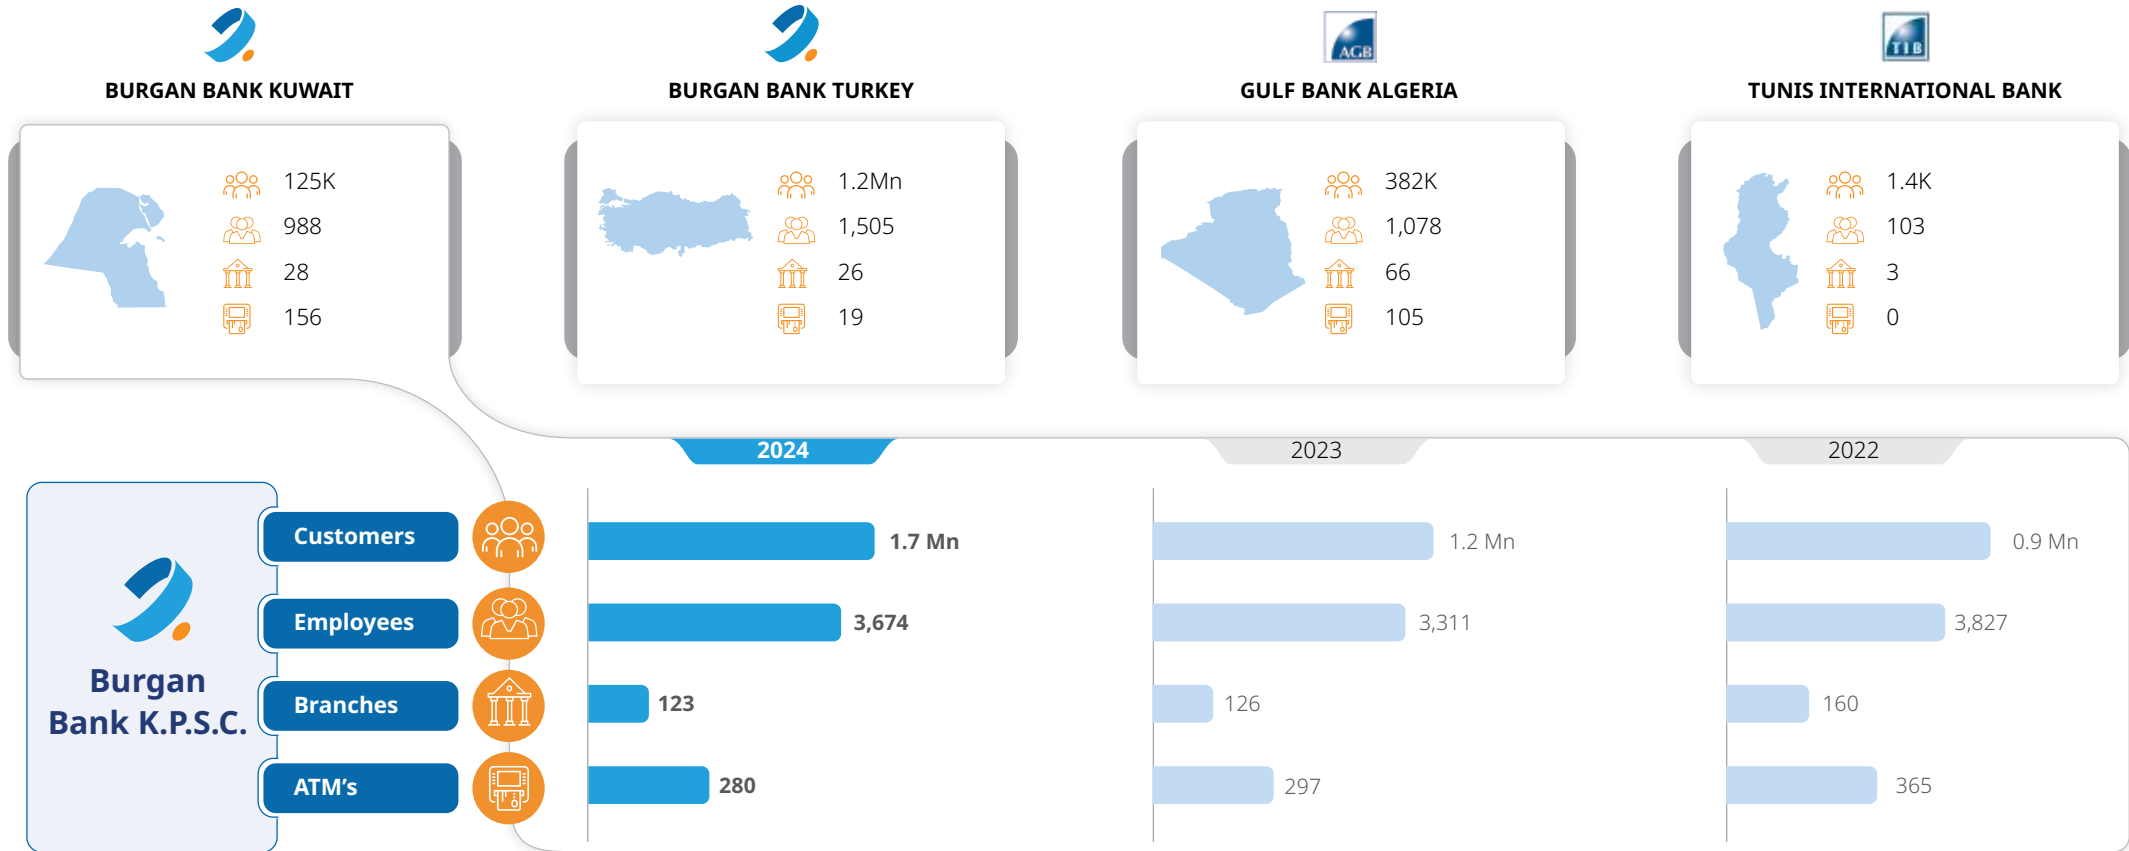 AGB
TIB
BURGAN BANK KUWAIT
BURGAN BANK TURKEY
GULF BANK ALGERIA
TUNIS INTERNATIONAL BANK
125K
988
28
156
1.2Mn
1,505
26
19
382K
1,078
66
105
1.4K
103
3
0
2024
2023
2022
Burgan
Bank K.P.S.C.
Customers
1.7 Mn
1.2 Mn
0.9 Mn
Employees
3,674
3,311
3,827
Branches
123
126
160
ATM’s
280
297
365